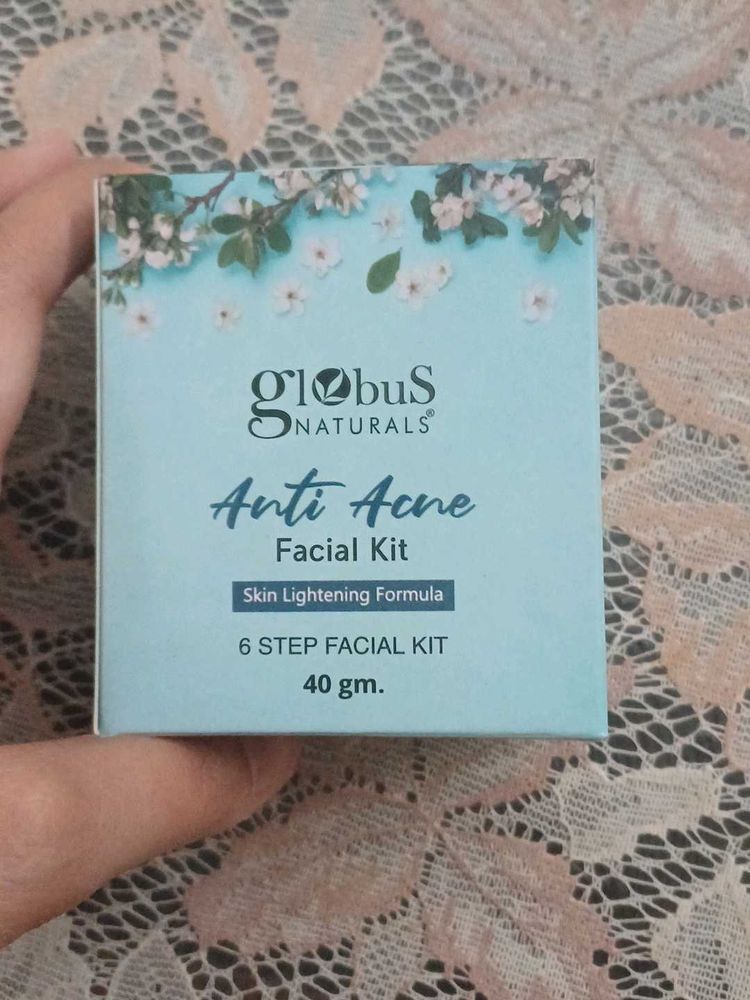 globus
NATURALS®
Anti Acne
Facial Kit
Skin Lightening Formula
6 STEP FACIAL KIT
40 gm.